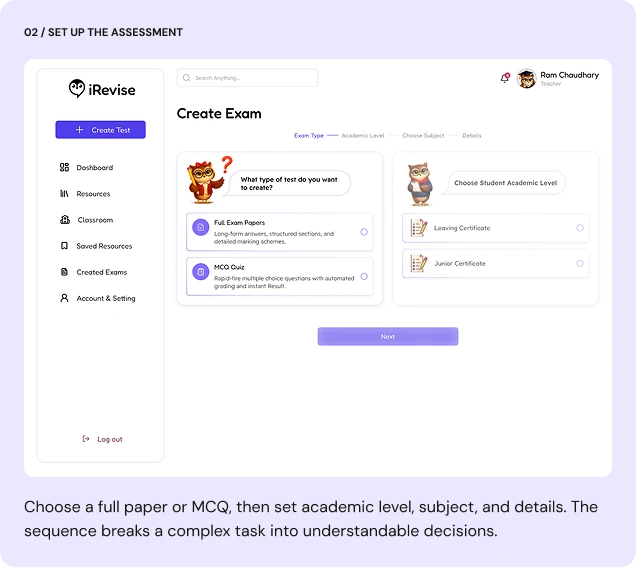 02 / SET UP THE ASSESSMENT
iRevise
Create Test
Dashboard
Resources
Classroom
Saved Resources
Created Exams
Account & Setting
Log out
Search Anything...
Ram Chaudhary
Teacher
Create Exam
Exam Type
Academic Level
Choose Subject
Details
What type of test do you want
to create?
Full Exam Papers
Long-form answers, structured sections, and
detailed marking schemes.
MCQ Quiz
Rapid-fire multiple choice questions with automated
grading and instant Result.
Choose Student Academic Level
Leaving Certificate
Junior Certificate
Next
Choose a full paper or MCQ, then set academic level, subject, and details. The
sequence breaks a complex task into understandable decisions.